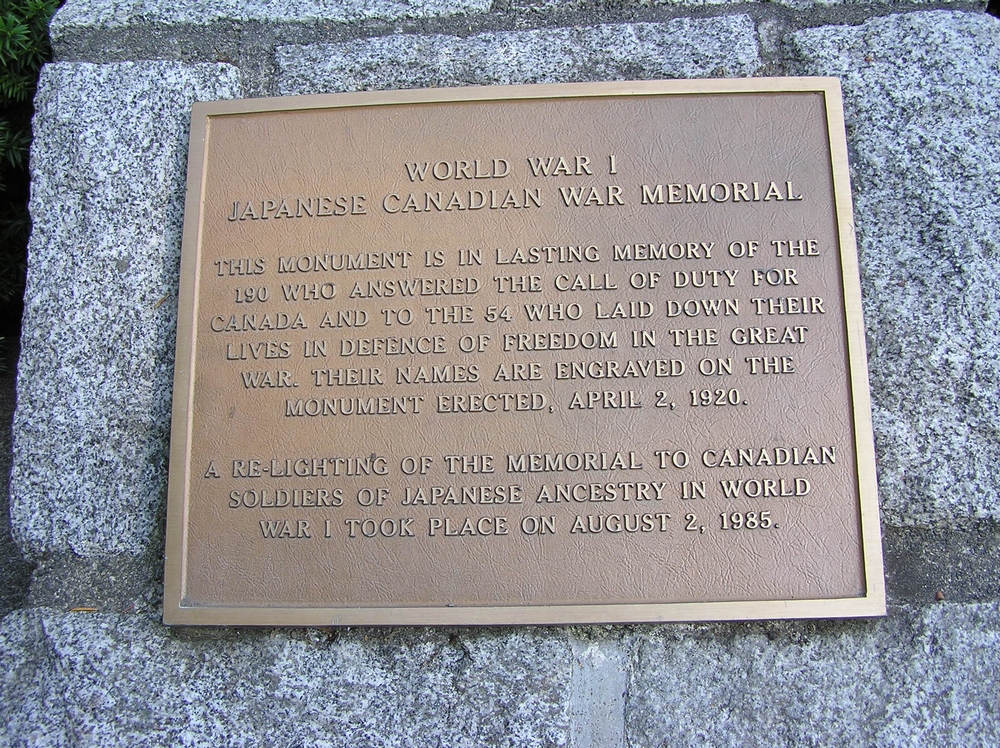 WORLD WAR I
JAPANESE CANADIAN WAR MEMORIAL
THIS MONUMENT IS IN LASTING MEMORY OF THE
190 WHO ANSWERED THE CALL OF DUTY FOR
CANADA AND TO THE 54 WHO LAID DOWN THEIR
LIVES IN DEFENCE OF FREEDOM IN THE GREAT
WAR. THEIR NAMES ARE ENGRAVED ON THE
MONUMENT ERECTED, APRIL 2, 1920.
A RE-LIGHTING OF THE MEMORIAL TO CANADIAN
SOLDIERS OF JAPANESE ANCESTRY IN WORLD
WAR I TOOK PLACE ON AUGUST 2, 1985.